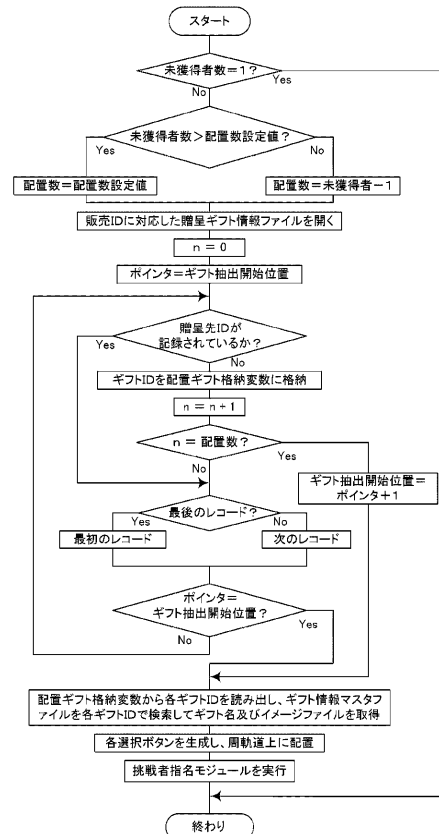 スタート
未獲得者数=1?
Yes
No
未獲得者数>配置数設定値?
Yes
No
配置数=配置数設定値
配置数=未獲得者-1
販売IDに対応した贈呈ギフト情報ファイルを開く
n = 0
ポインタ=ギフト抽出開始位置
贈呈先IDが
記録されているか?
Yes
No
ギフトIDを配置ギフト格納変数に格納
n = n+1
n = 配置数?
Yes
No
ギフト抽出開始位置=
ポインタ+1
最後のレコード?
Yes
No
最初のレコード
次のレコード
ポインタ=
ギフト抽出開始位置?
Yes
No
配置ギフト格納変数から各ギフトIDを読み出し、ギフト情報マスタフ
ァイルを各ギフトIDで検索してギフト名及びイメージファイルを取得
各選択ボタンを生成し、周軌道上に配置
挑戦者指名モジュールを実行
終わり